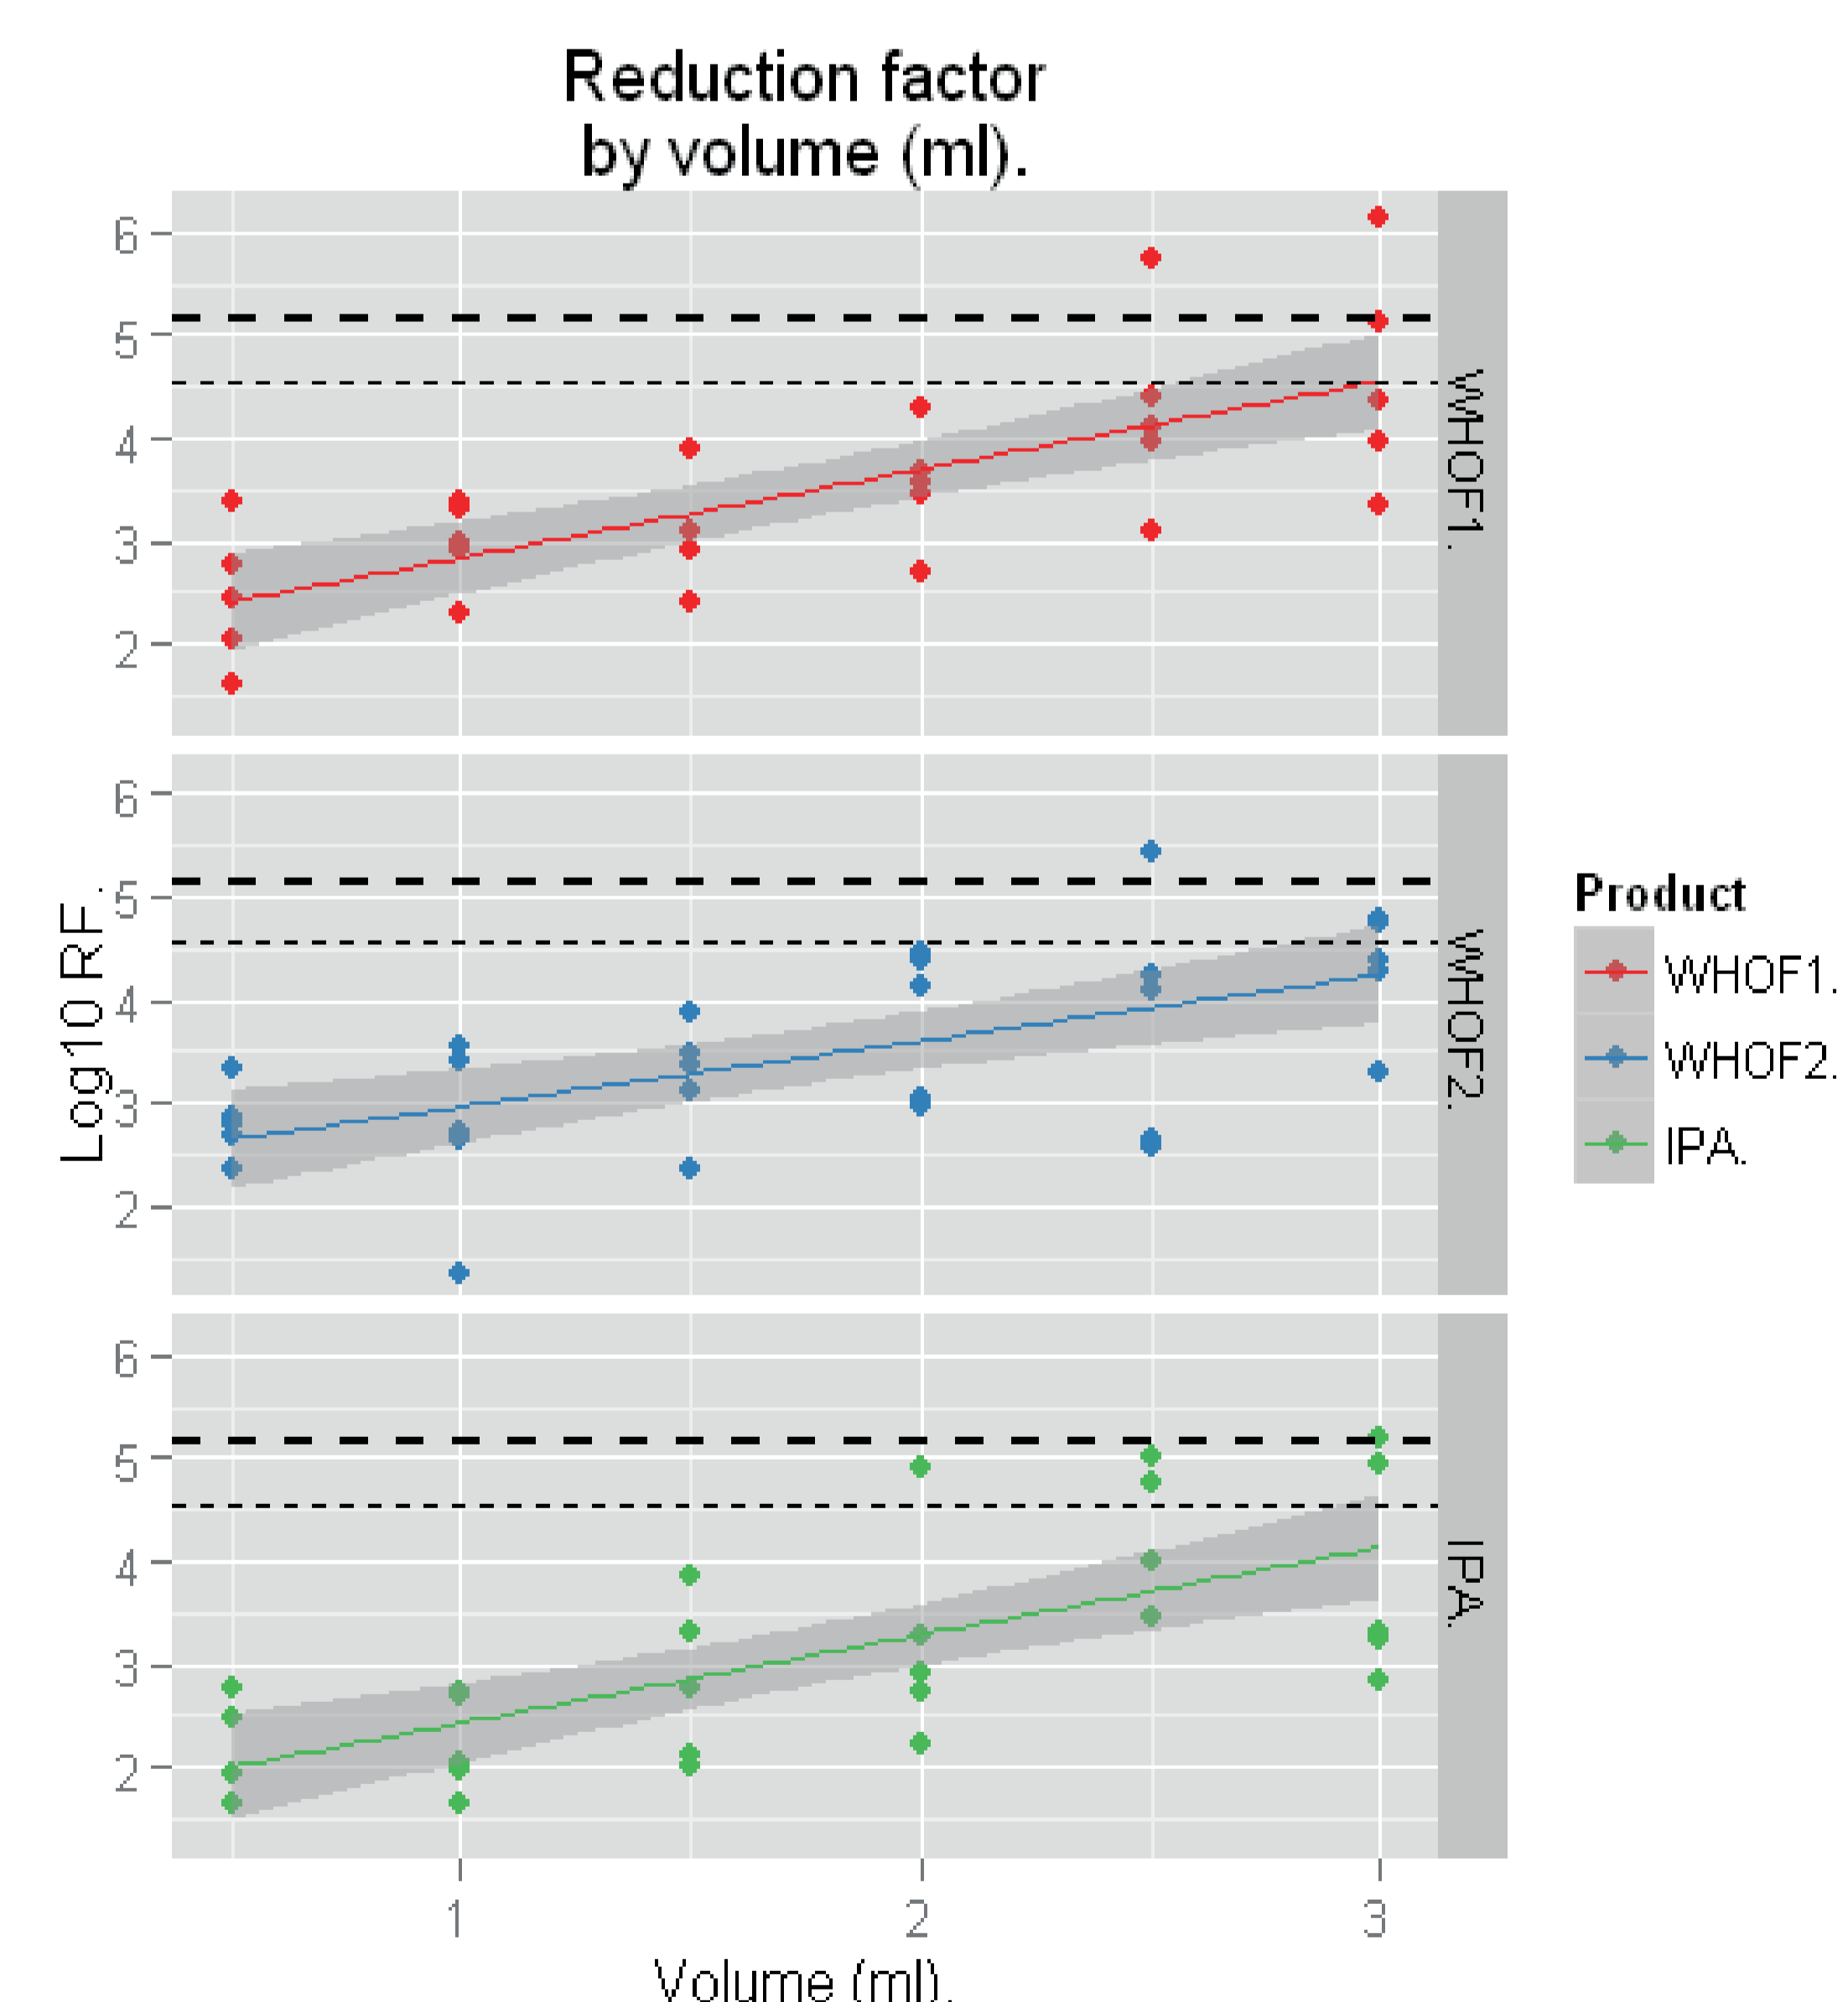 Reduction factor
by volume (ml).
6
5
4
3
2
WHOF1.
6
5
4
3
2
WHOF2.
6
5
4
3
2
IPA.
Log10 RF.
1 2 3
Volume (ml).
Product
WHOF1.
WHOF2.
IPA.